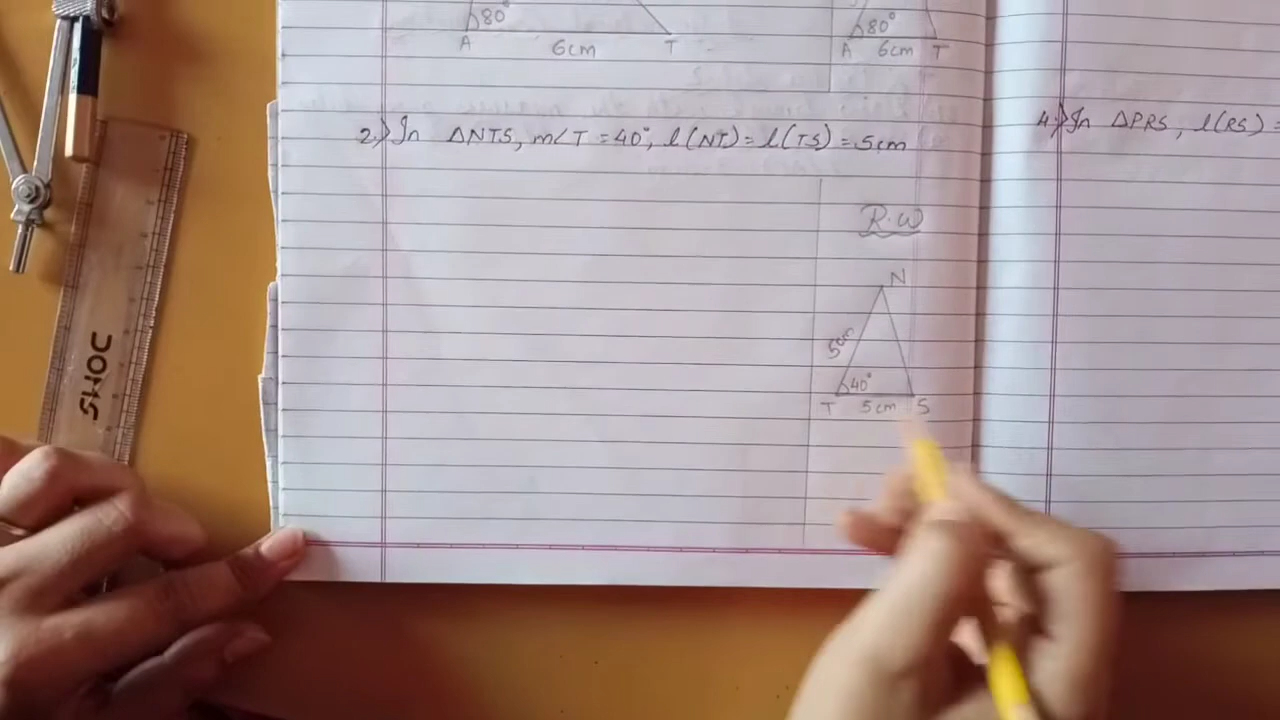 80°
A 6cm T
80°
A 6cm T
2.) In ΔNTS, m∠T = 40°, l(NT) = l(TS) = 5cm
R.W
N
5cm
40°
T 5cm S
4.) In ΔPRS, l(RS) =
DOMS